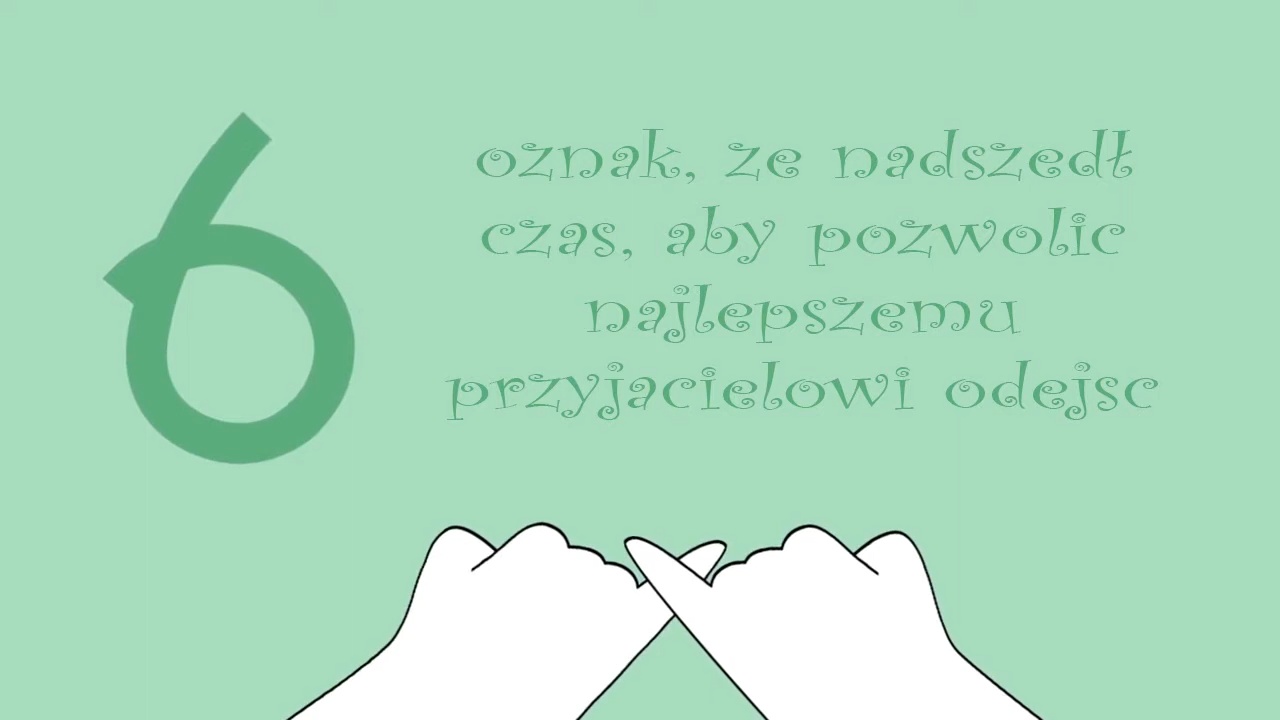 6
oznak, ze nadszedł
czas, aby pozwolic
najlepszemu
przyjacielowi odejsc